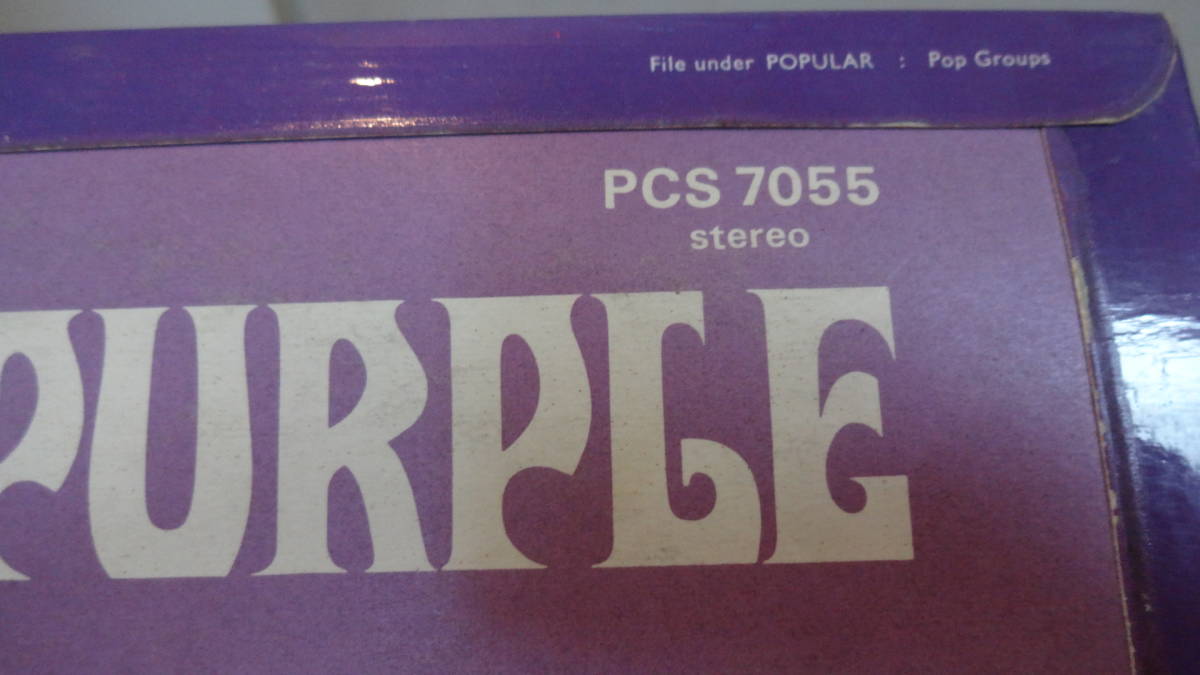 File under POPULAR : Pop Groups
PCS 7055
stereo
PURPLE